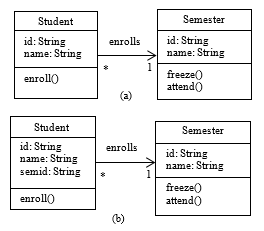 Student
id: String
name: String
enroll()
enrolls
*
1
Semester
id: String
name: String
freeze()
attend()
(a)
Student
id: String
name: String
semid: String
enroll()
enrolls
*
1
Semester
id: String
name: String
freeze()
attend()
(b)